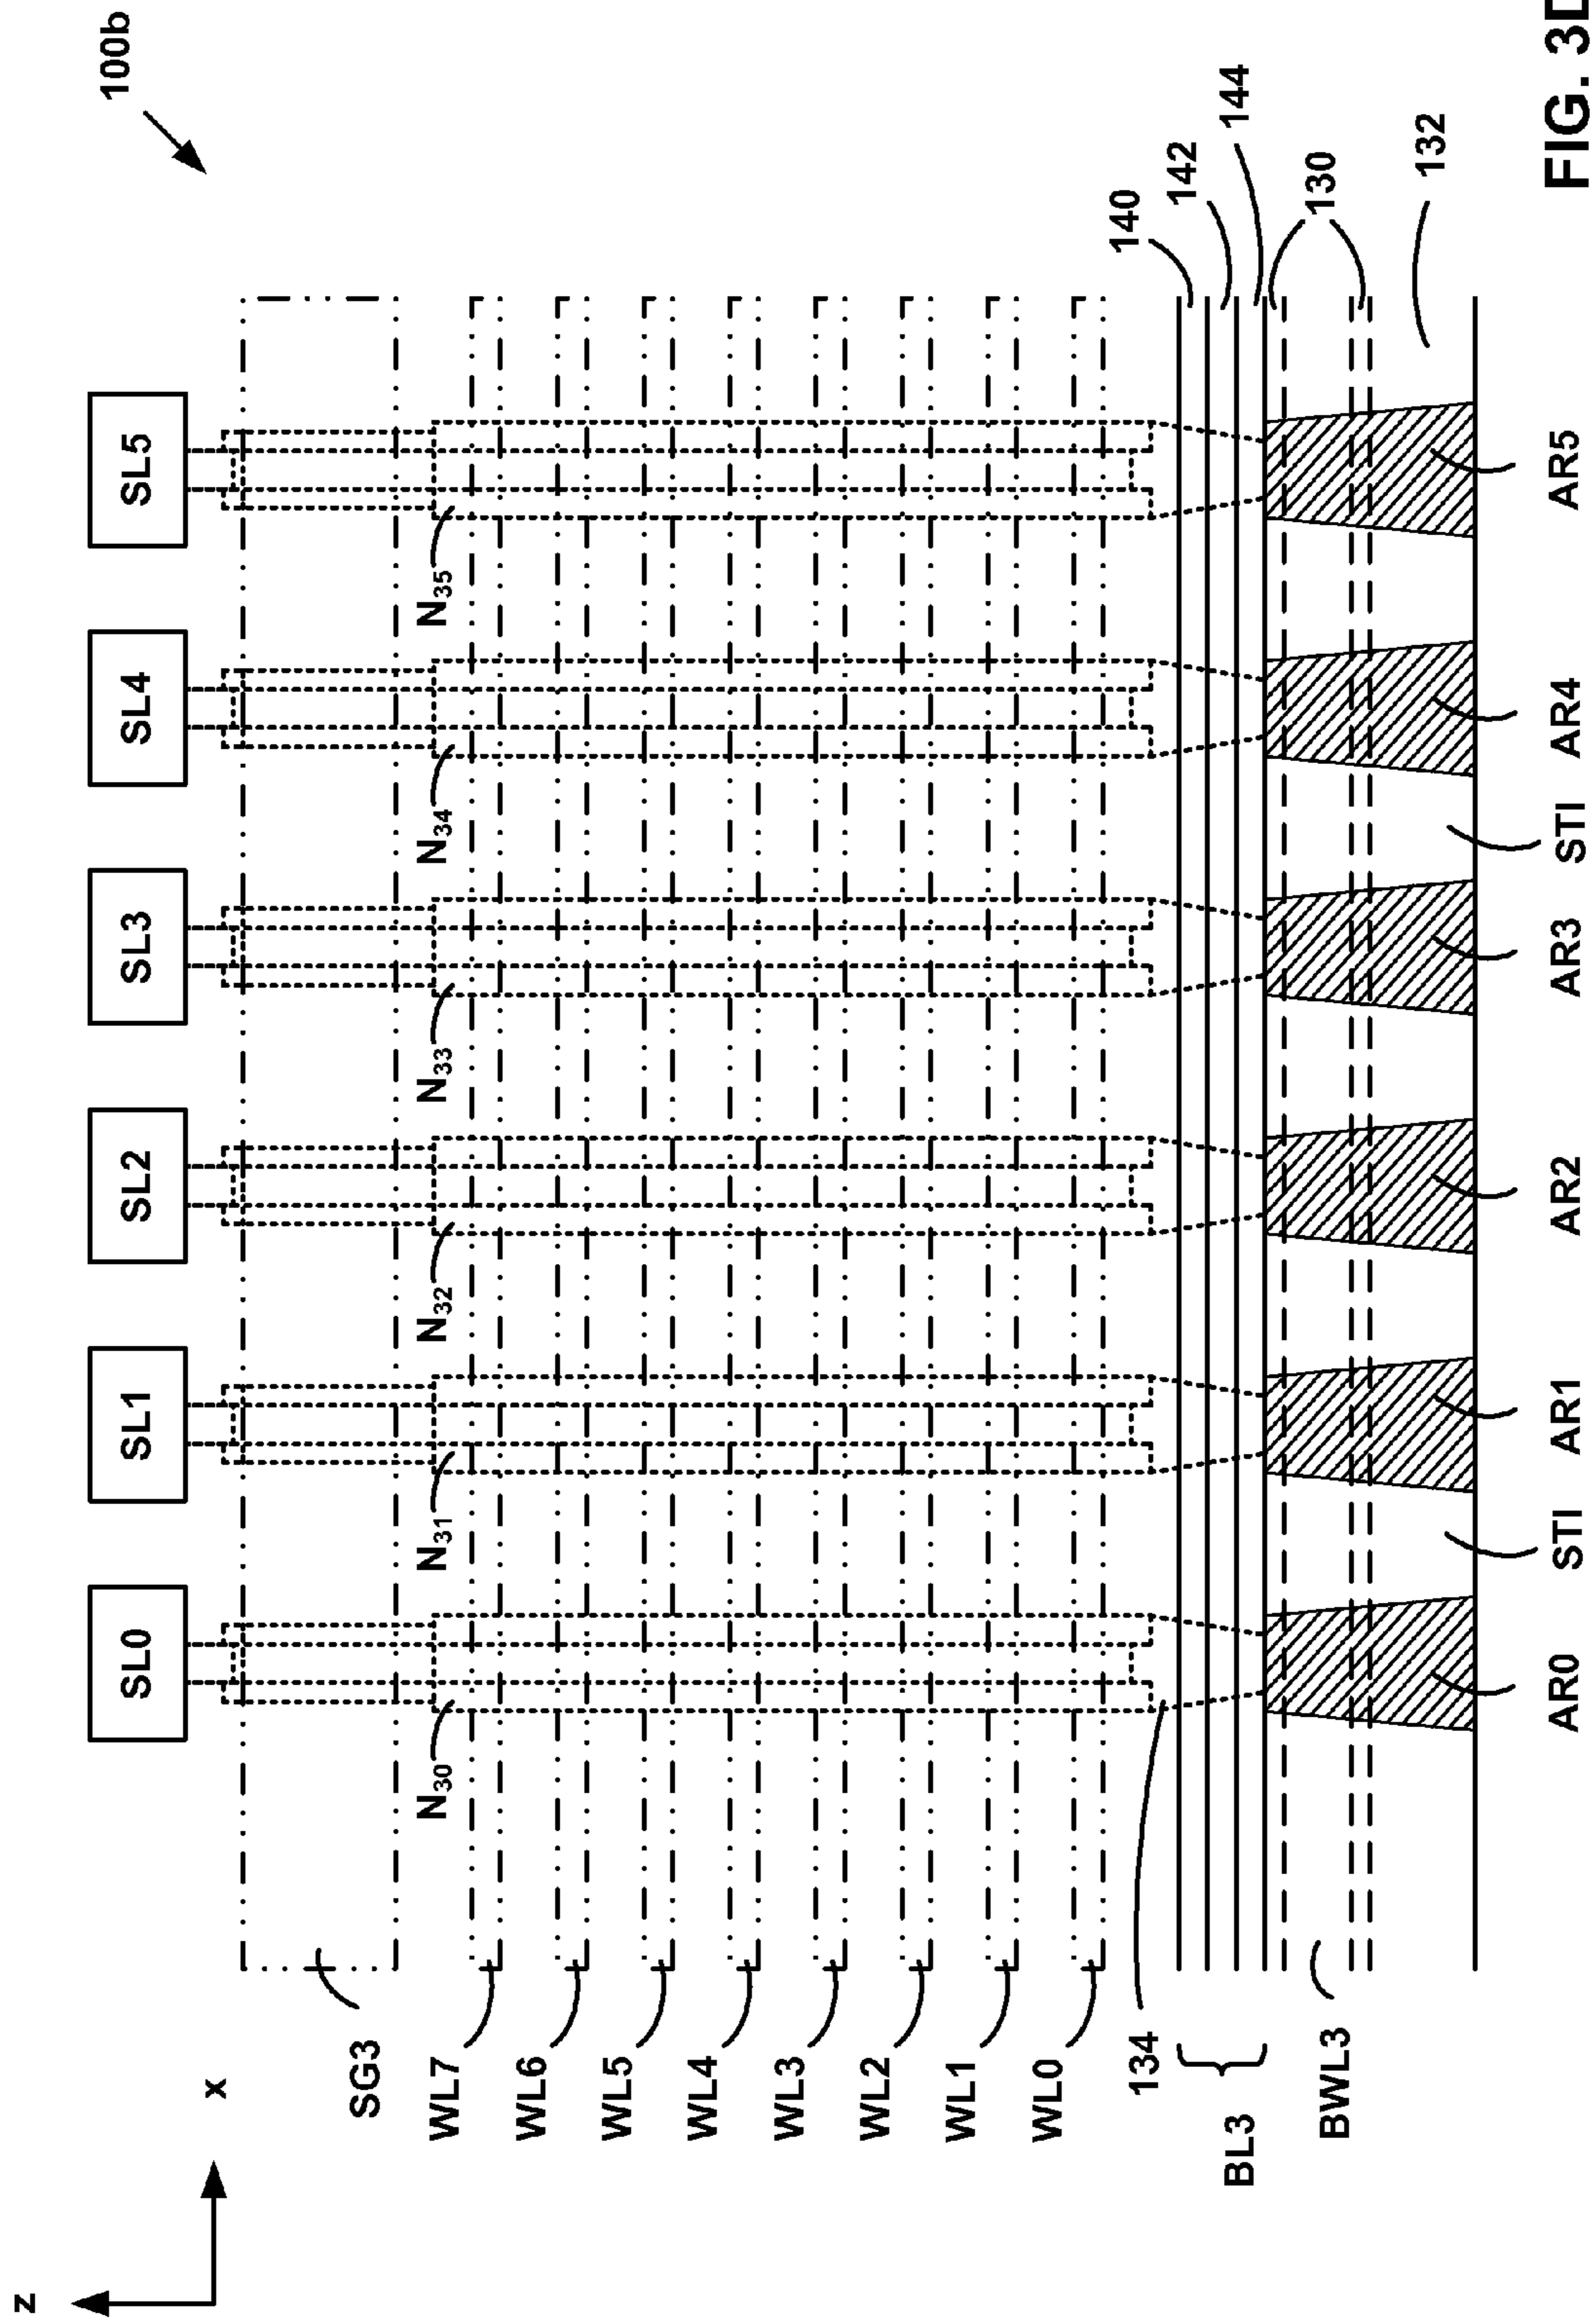 100b
z
x
SL0
SL1
SL2
SL3
SL4
SL5
SG3
N30
N31
N32
N33
N34
N35
WL7
WL6
WL5
WL4
WL3
WL2
WL1
WL0
134
140
142
144
BL3
130
BWL3
132
AR0
STI
AR1
AR2
AR3
STI
AR4
AR5
FIG. 3D